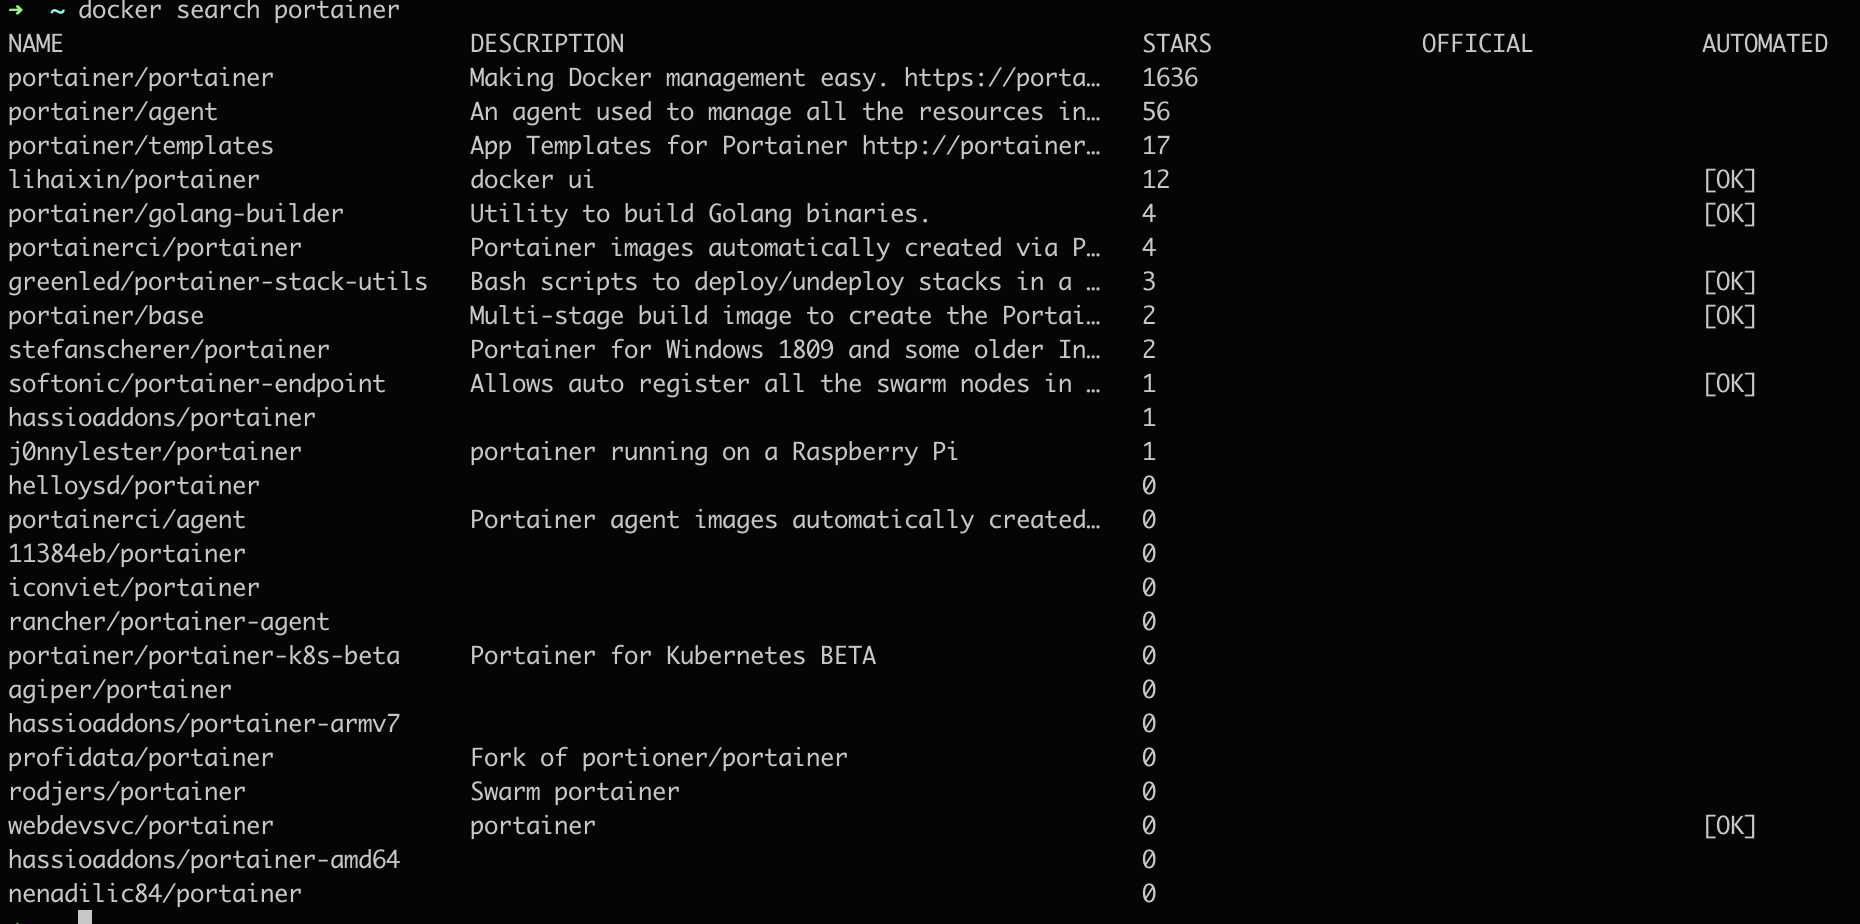 ➜  ~ docker search portainer
NAME                             DESCRIPTION                                     STARS               OFFICIAL            AUTOMATED
portainer/portainer              Making Docker management easy. https://porta…   1636
portainer/agent                  An agent used to manage all the resources in…   56
portainer/templates              App Templates for Portainer http://portainer…   17
lihaixin/portainer               docker ui                                       12                                      [OK]
portainer/golang-builder         Utility to build Golang binaries.               4                                       [OK]
portainerci/portainer            Portainer images automatically created via P…   4
greenled/portainer-stack-utils   Bash scripts to deploy/undeploy stacks in a …   3                                       [OK]
portainer/base                   Multi-stage build image to create the Portai…   2                                       [OK]
stefanscherer/portainer          Portainer for Windows 1809 and some older In…   2
softonic/portainer-endpoint      Allows auto register all the swarm nodes in …   1                                       [OK]
hassioaddons/portainer                                                           1
j0nnylester/portainer            portainer running on a Raspberry Pi             1
helloysd/portainer                                                               0
portainerci/agent                Portainer agent images automatically created…   0
11384eb/portainer                                                                0
iconviet/portainer                                                               0
rancher/portainer-agent                                                          0
portainer/portainer-k8s-beta     Portainer for Kubernetes BETA                   0
agiper/portainer                                                                 0
hassioaddons/portainer-armv7                                                     0
profidata/portainer              Fork of portioner/portainer                     0
rodjers/portainer                Swarm portainer                                 0
webdevsvc/portainer              portainer                                       0                                       [OK]
hassioaddons/portainer-amd64                                                     0
nenadilic84/portainer                                                            0